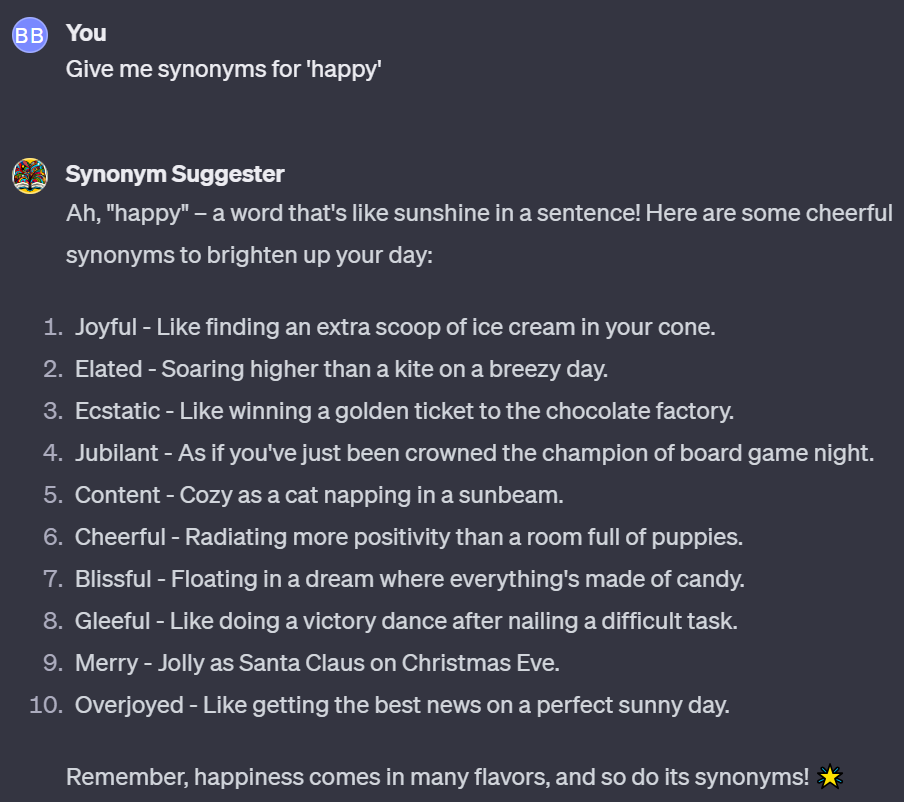 BB You
Give me synonyms for 'happy'
Synonym Suggester
Ah, "happy" – a word that's like sunshine in a sentence! Here are some cheerful
synonyms to brighten up your day:
1. Joyful - Like finding an extra scoop of ice cream in your cone.
2. Elated - Soaring higher than a kite on a breezy day.
3. Ecstatic - Like winning a golden ticket to the chocolate factory.
4. Jubilant - As if you've just been crowned the champion of board game night.
5. Content - Cozy as a cat napping in a sunbeam.
6. Cheerful - Radiating more positivity than a room full of puppies.
7. Blissful - Floating in a dream where everything's made of candy.
8. Gleeful - Like doing a victory dance after nailing a difficult task.
9. Merry - Jolly as Santa Claus on Christmas Eve.
10. Overjoyed - Like getting the best news on a perfect sunny day.
Remember, happiness comes in many flavors, and so do its synonyms! 🌟